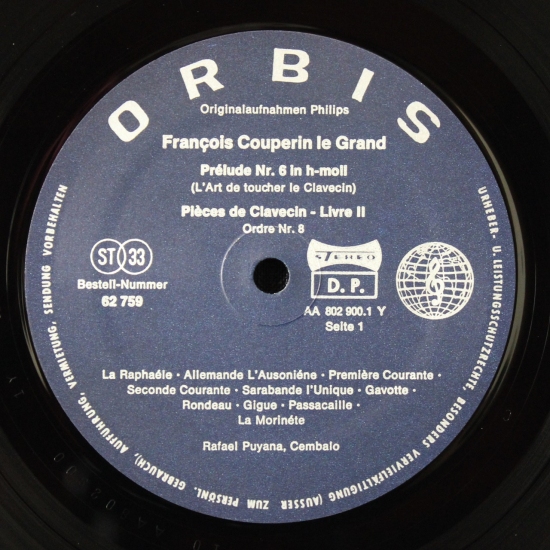 ORBIS
Originalaufnahmen Philips
François Couperin le Grand
Prélude Nr. 6 in h-moll
(L'Art de toucher le Clavecin)
Pièces de Clavecin - Livre II
Ordre Nr. 8
ST 33
Bestell-Nummer
62 759
STEREO
D. P.
AA 802 900.1 Y
Seite 1
La Raphaéle · Allemande L'Ausoniéne · Première Courante ·
Seconde Courante · Sarabande l'Unique · Gavotte ·
Rondeau · Gigue · Passacaille ·
La Morinéte
Rafael Puyana, Cembalo
URHEBER- U. LEISTUNGSSCHUTZRECHTE, BESONDERS VERVIELFÄLTIGUNG (AUSSER ZUM PERSÖNL. GEBRAUCH), AUFFÜHRUNG, VERMIETUNG, SENDUNG VORBEHALTEN